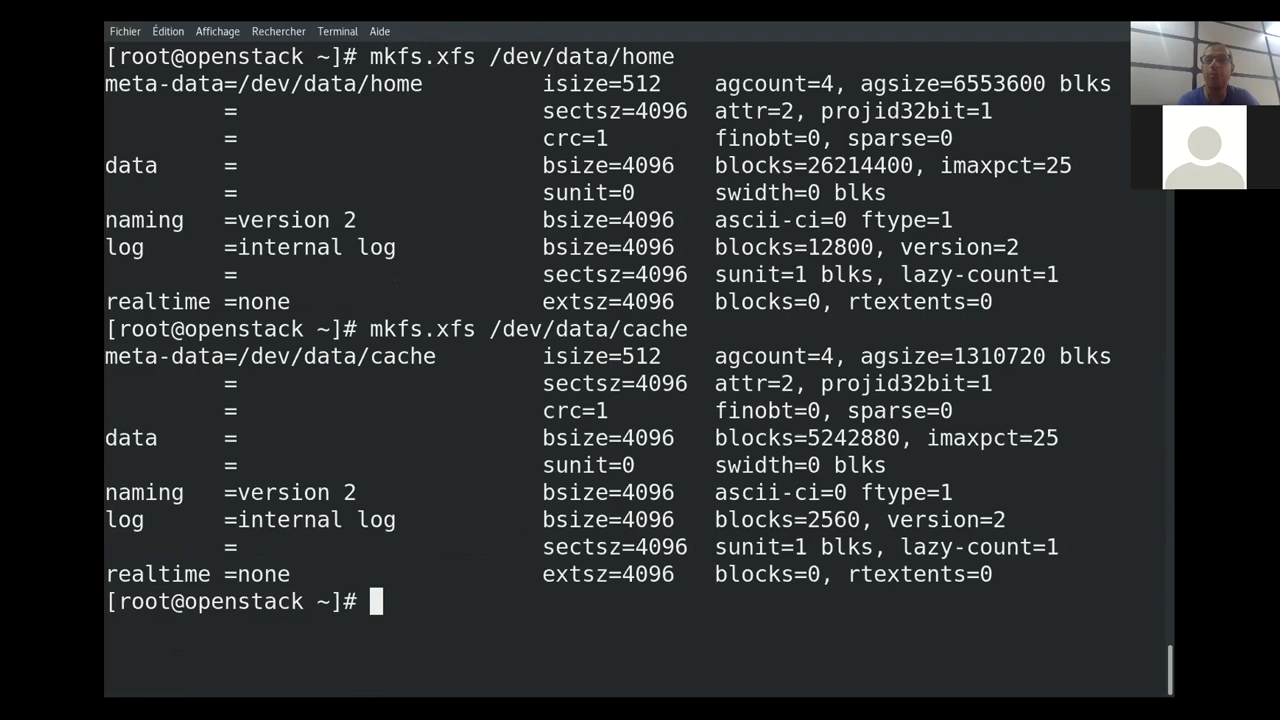 Fichier Édition Affichage Rechercher Terminal Aide
[root@openstack ~]# mkfs.xfs /dev/data/home
meta-data=/dev/data/home isize=512 agcount=4, agsize=6553600 blks
= sectsz=4096 attr=2, projid32bit=1
= crc=1 finobt=0, sparse=0
data = bsize=4096 blocks=26214400, imaxpct=25
= sunit=0 swidth=0 blks
naming =version 2 bsize=4096 ascii-ci=0 ftype=1
log =internal log bsize=4096 blocks=12800, version=2
= sectsz=4096 sunit=1 blks, lazy-count=1
realtime =none extsz=4096 blocks=0, rtextents=0
[root@openstack ~]# mkfs.xfs /dev/data/cache
meta-data=/dev/data/cache isize=512 agcount=4, agsize=1310720 blks
= sectsz=4096 attr=2, projid32bit=1
= crc=1 finobt=0, sparse=0
data = bsize=4096 blocks=5242880, imaxpct=25
= sunit=0 swidth=0 blks
naming =version 2 bsize=4096 ascii-ci=0 ftype=1
log =internal log bsize=4096 blocks=2560, version=2
= sectsz=4096 sunit=1 blks, lazy-count=1
realtime =none extsz=4096 blocks=0, rtextents=0
[root@openstack ~]#